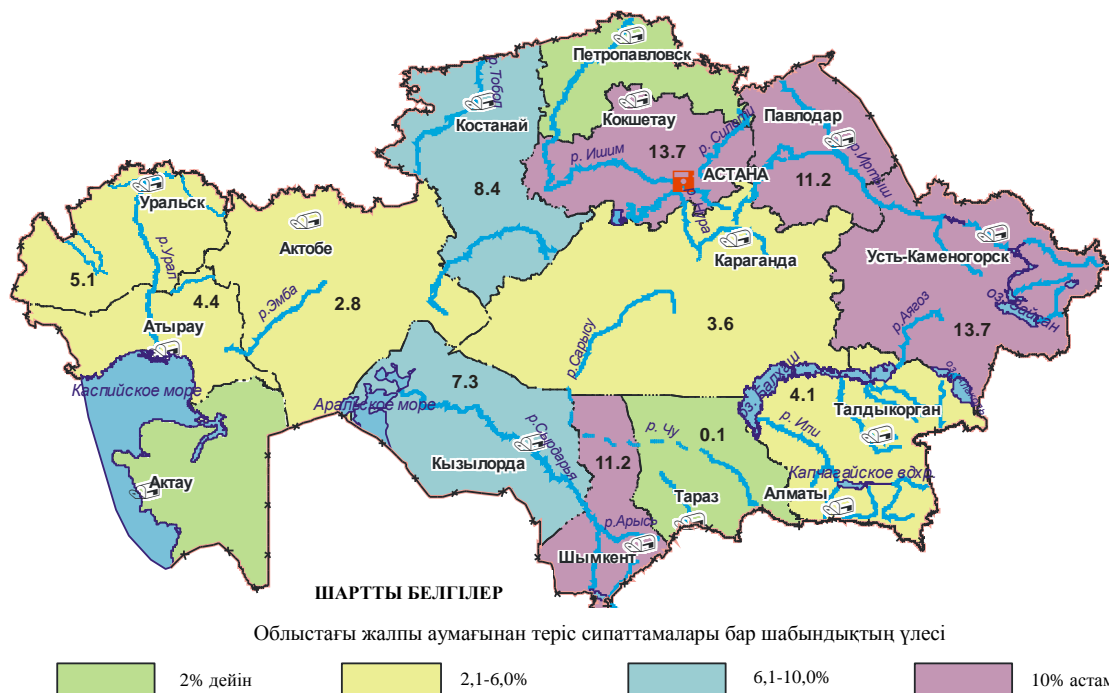 Петропавловск
р.Тобол
Костанай
Кокшетау
р. Силати
Павлодар
р. Ишим
13.7
АСТАНА
р.Иртыш
11.2
8.4
Уральск
р.Урал
Актобе
Караганда
Усть-Каменогорск
5.1
4.4
р.Эмба
2.8
3.6
р.Сарысу
р.Аягоз
13.7
Атырау
Каспийское море
7.3
Аральское море
оз. Балхаш
4.1
Талдыкорган
р. Или
р.Сырдарья
р. Чу
0.1
Кызылорда
11.2
Капчагайское вдхр.
Актау
Тараз
Алматы
р.Арысь
Шымкент
ШАРТТЫ БЕЛГІЛЕР
Облыстағы жалпы аумағынан теріс сипаттамалары бар шабындықтың үлесі
2% дейін
2,1-6,0%
6,1-10,0%
10% астам